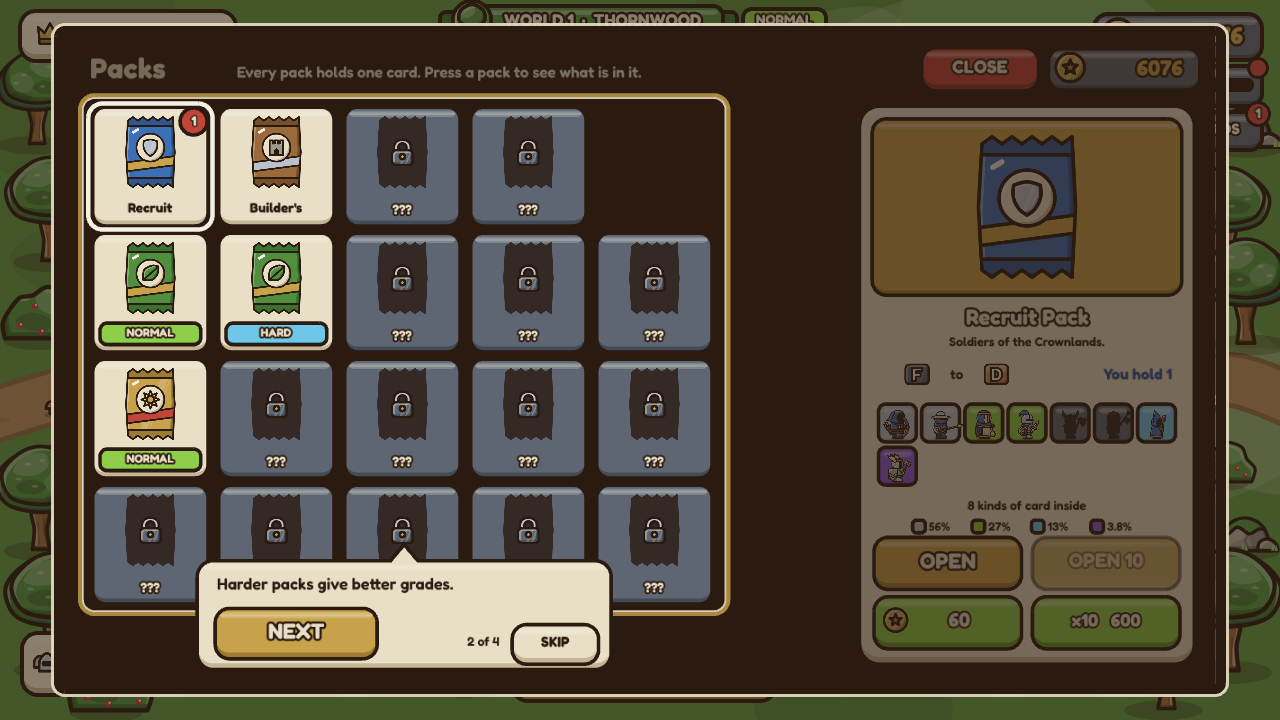 WORLD 1 · THORNWOOD
NORMAL
Packs
Every pack holds one card. Press a pack to see what is in it.
CLOSE
6076
1
Recruit
Builder's
???
???
NORMAL
HARD
???
???
???
NORMAL
???
???
???
???
???
???
Harder packs give better grades.
NEXT
2 of 4
SKIP
Recruit Pack
Soldiers of the Crownlands.
F to D
You hold 1
8 kinds of card inside
56% 27% 13% 3.8%
OPEN
OPEN 10
60
x10 600
6
1